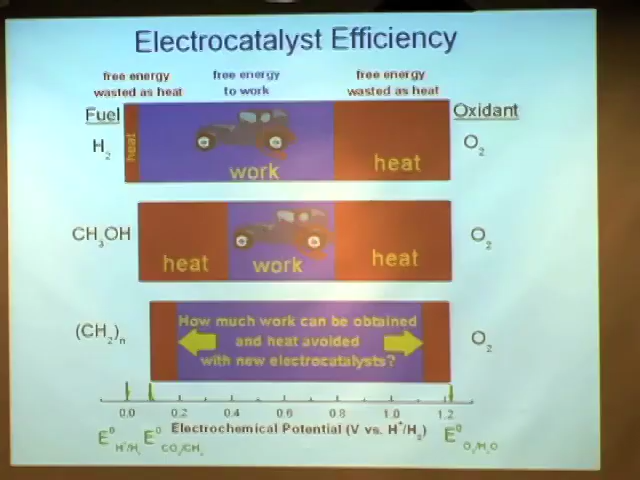 Electrocatalyst Efficiency
free energy
wasted as heat
free energy
to work
free energy
wasted as heat
Fuel
Oxidant
H₂
heat
work
heat
O₂
CH₃OH
heat
work
heat
O₂
(CH₂)ₙ
How much work can be obtained
and heat avoided
with new electrocatalysts?
O₂
0.0 0.2 0.4 0.6 0.8 1.0 1.2
Electrochemical Potential (V vs. H⁺/H₂)
E⁰ H⁺/H₂
E⁰ CO₂/CH₂
E⁰ O₂/H₂O